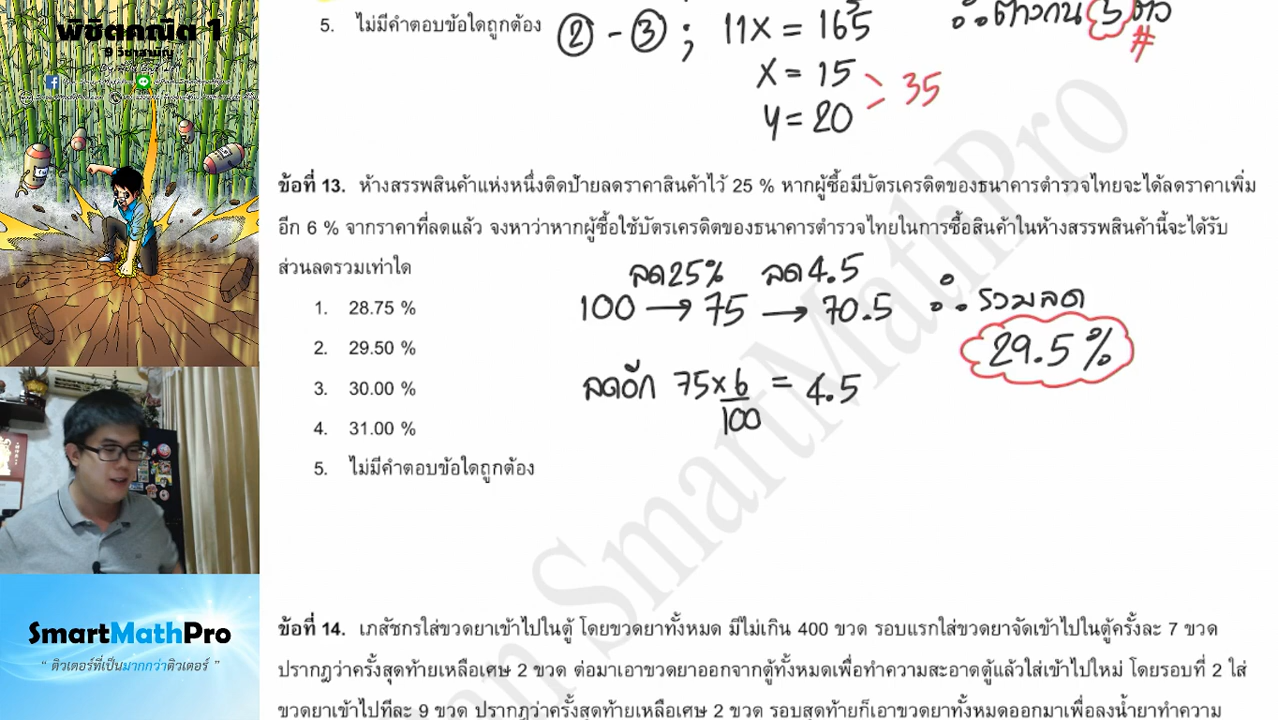 พิชิตคณิต 1
9 วิชาสามัญ
5. ไม่มีคำตอบข้อใดถูกต้อง
② - ③ ; 11x = 165
x = 15
y = 20
35
∴ ต่างกัน 5 ตัว #
ข้อที่ 13. ห้างสรรพสินค้าแห่งหนึ่งติดป้ายลดราคาสินค้าไว้ 25 % หากผู้ซื้อมีบัตรเครดิตของธนาคารตำรวจไทยจะได้ลดราคาเพิ่ม
อีก 6 % จากราคาที่ลดแล้ว จงหาว่าหากผู้ซื้อใช้บัตรเครดิตของธนาคารตำรวจไทยในการซื้อสินค้าในห้างสรรพสินค้านี้จะได้รับ
ส่วนลดรวมเท่าใด
1. 28.75 %
2. 29.50 %
3. 30.00 %
4. 31.00 %
5. ไม่มีคำตอบข้อใดถูกต้อง
ลด25% ลด4.5
100 → 75 → 70.5 ∴ รวมลด
29.5%
ลดอีก 75×6/100 = 4.5
ข้อที่ 14. เภสัชกรใส่ขวดยาเข้าไปในตู้ โดยขวดยาทั้งหมด มีไม่เกิน 400 ขวด รอบแรกใส่ขวดยาจัดเข้าไปในตู้ครั้งละ 7 ขวด
ปรากฎว่าครั้งสุดท้ายเหลือเศษ 2 ขวด ต่อมาเอาขวดยาออกจากตู้ทั้งหมดเพื่อทำความสะอาดตู้แล้วใส่เข้าไปใหม่ โดยรอบที่ 2 ใส่
ขวดยาเข้าไปทีละ 9 ขวด ปรากฎว่าครั้งสุดท้ายเหลือเศษ 2 ขวด รอบสุดท้ายก็เอาขวดยาทั้งหมดออกมาเพื่อลงน้ำยาทำความ
SmartMathPro
" ติวเตอร์ที่เป็นมากกว่าติวเตอร์ "
SmartMathPro